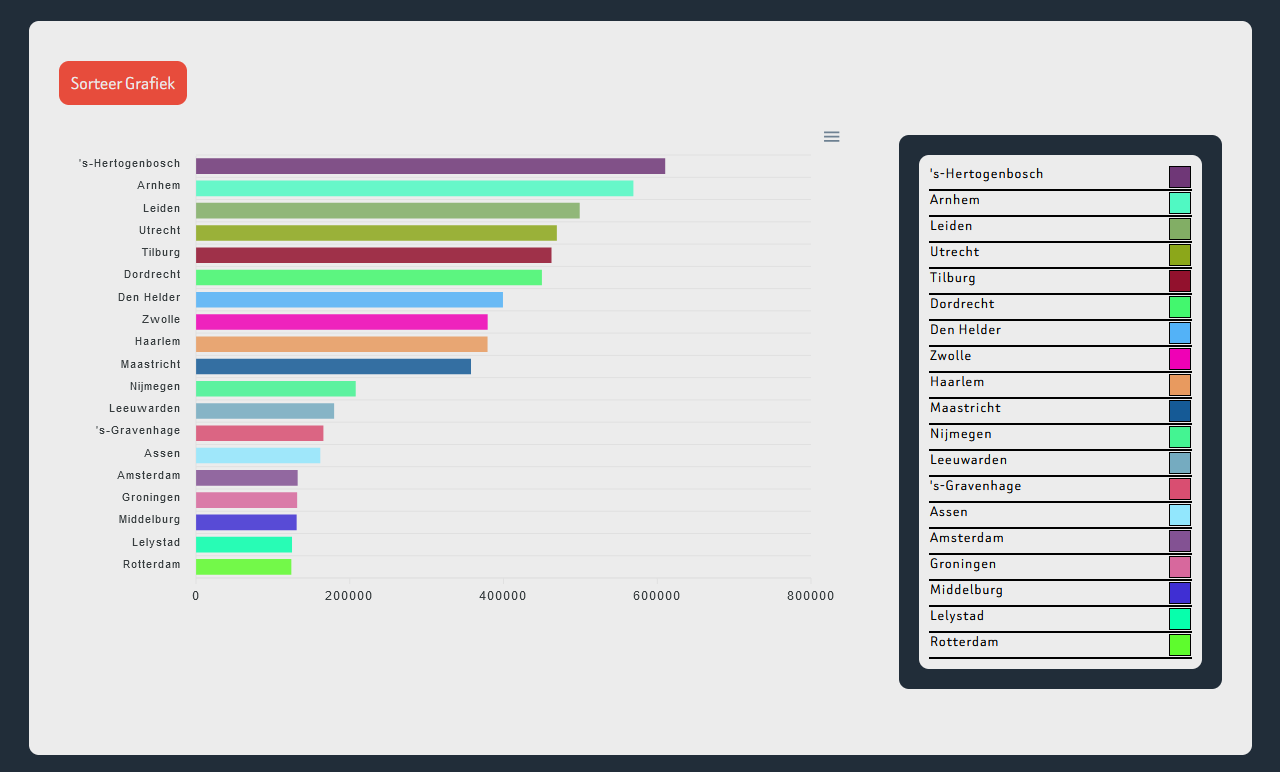 Sorteer Grafiek
's-Hertogenbosch
Arnhem
Leiden
Utrecht
Tilburg
Dordrecht
Den Helder
Zwolle
Haarlem
Maastricht
Nijmegen
Leeuwarden
's-Gravenhage
Assen
Amsterdam
Groningen
Middelburg
Lelystad
Rotterdam
0 200000 400000 600000 800000
's-Hertogenbosch
Arnhem
Leiden
Utrecht
Tilburg
Dordrecht
Den Helder
Zwolle
Haarlem
Maastricht
Nijmegen
Leeuwarden
's-Gravenhage
Assen
Amsterdam
Groningen
Middelburg
Lelystad
Rotterdam